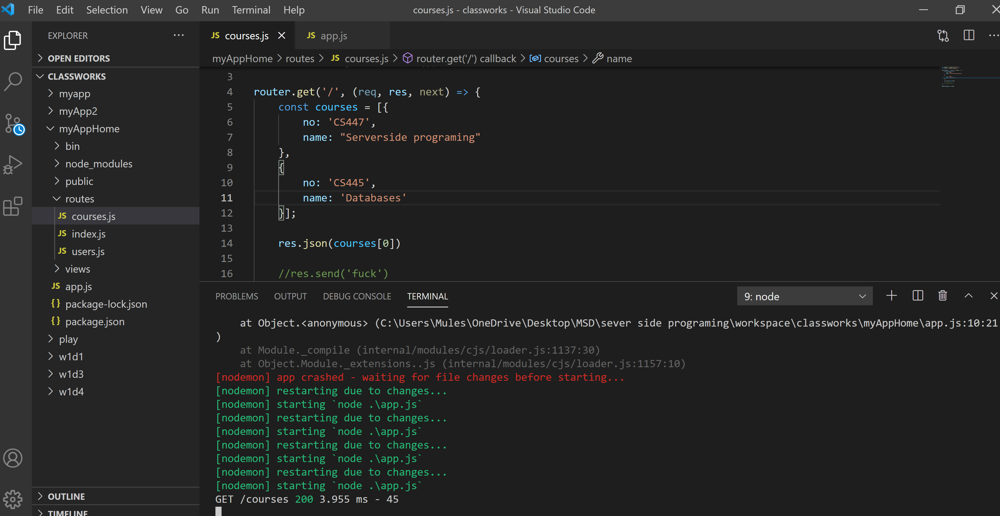 File Edit Selection View Go Run Terminal Help courses.js - classworks - Visual Studio Code
EXPLORER ...
OPEN EDITORS
CLASSWORKS
myapp
myApp2
myAppHome
bin
node_modules
public
routes
JS courses.js
JS index.js
JS users.js
views
JS app.js
{} package-lock.json
{} package.json
play
w1d1
w1d3
w1d4
OUTLINE
TIMELINE
JS courses.js JS app.js
myAppHome > routes > JS courses.js > router.get('/') callback > courses > name
3
4 router.get('/', (req, res, next) => {
5 const courses = [{
6 no: 'CS447',
7 name: "Serverside programing"
8 },
9 {
10 no: 'CS445',
11 name: 'Databases'
12 }];
13
14 res.json(courses[0])
15
16 //res.send('fuck')
PROBLEMS OUTPUT DEBUG CONSOLE TERMINAL 9: node
at Object.<anonymous> (C:\Users\Mules\OneDrive\Desktop\MSD\sever side programing\workspace\classworks\myAppHome\app.js:10:21
)
at Module._compile (internal/modules/cjs/loader.js:1137:30)
at Object.Module._extensions..js (internal/modules/cjs/loader.js:1157:10)
[nodemon] app crashed - waiting for file changes before starting...
[nodemon] restarting due to changes...
[nodemon] starting `node .\app.js`
[nodemon] restarting due to changes...
[nodemon] starting `node .\app.js`
[nodemon] restarting due to changes...
[nodemon] starting `node .\app.js`
[nodemon] restarting due to changes...
[nodemon] starting `node .\app.js`
GET /courses 200 3.955 ms - 45